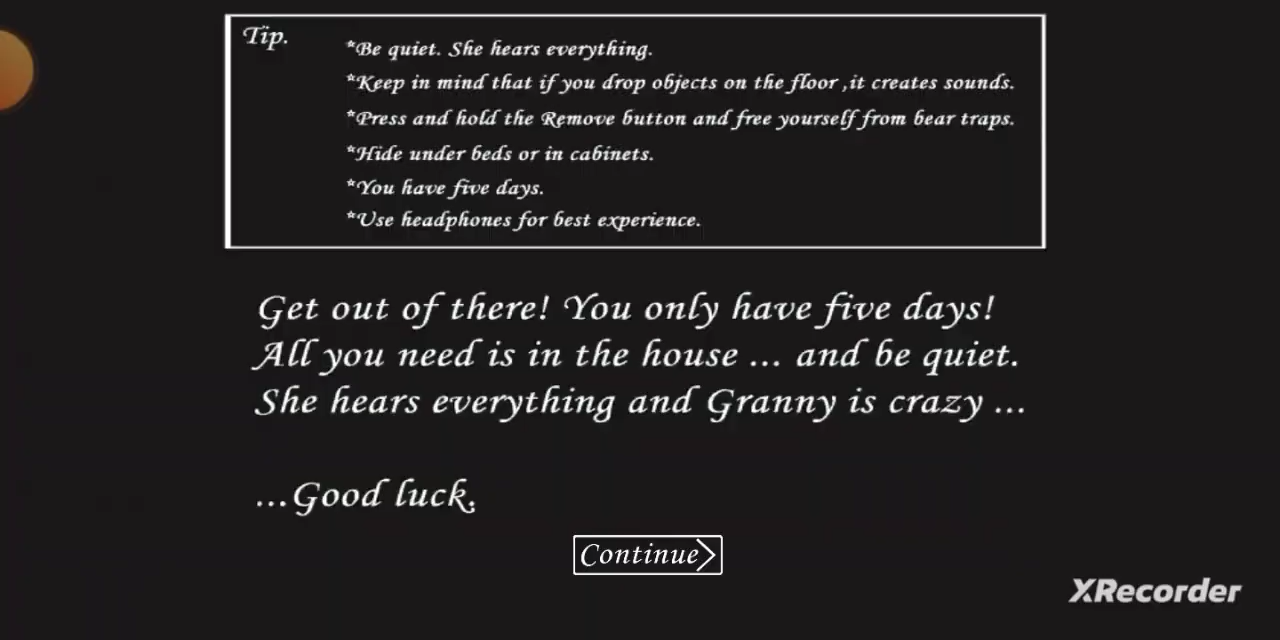 Tip.
*Be quiet. She hears everything.
*Keep in mind that if you drop objects on the floor ,it creates sounds.
*Press and hold the Remove button and free yourself from bear traps.
*Hide under beds or in cabinets.
*You have five days.
*Use headphones for best experience.
Get out of there! You only have five days!
All you need is in the house ... and be quiet.
She hears everything and Granny is crazy ...
...Good luck.
Continue>
XRecorder